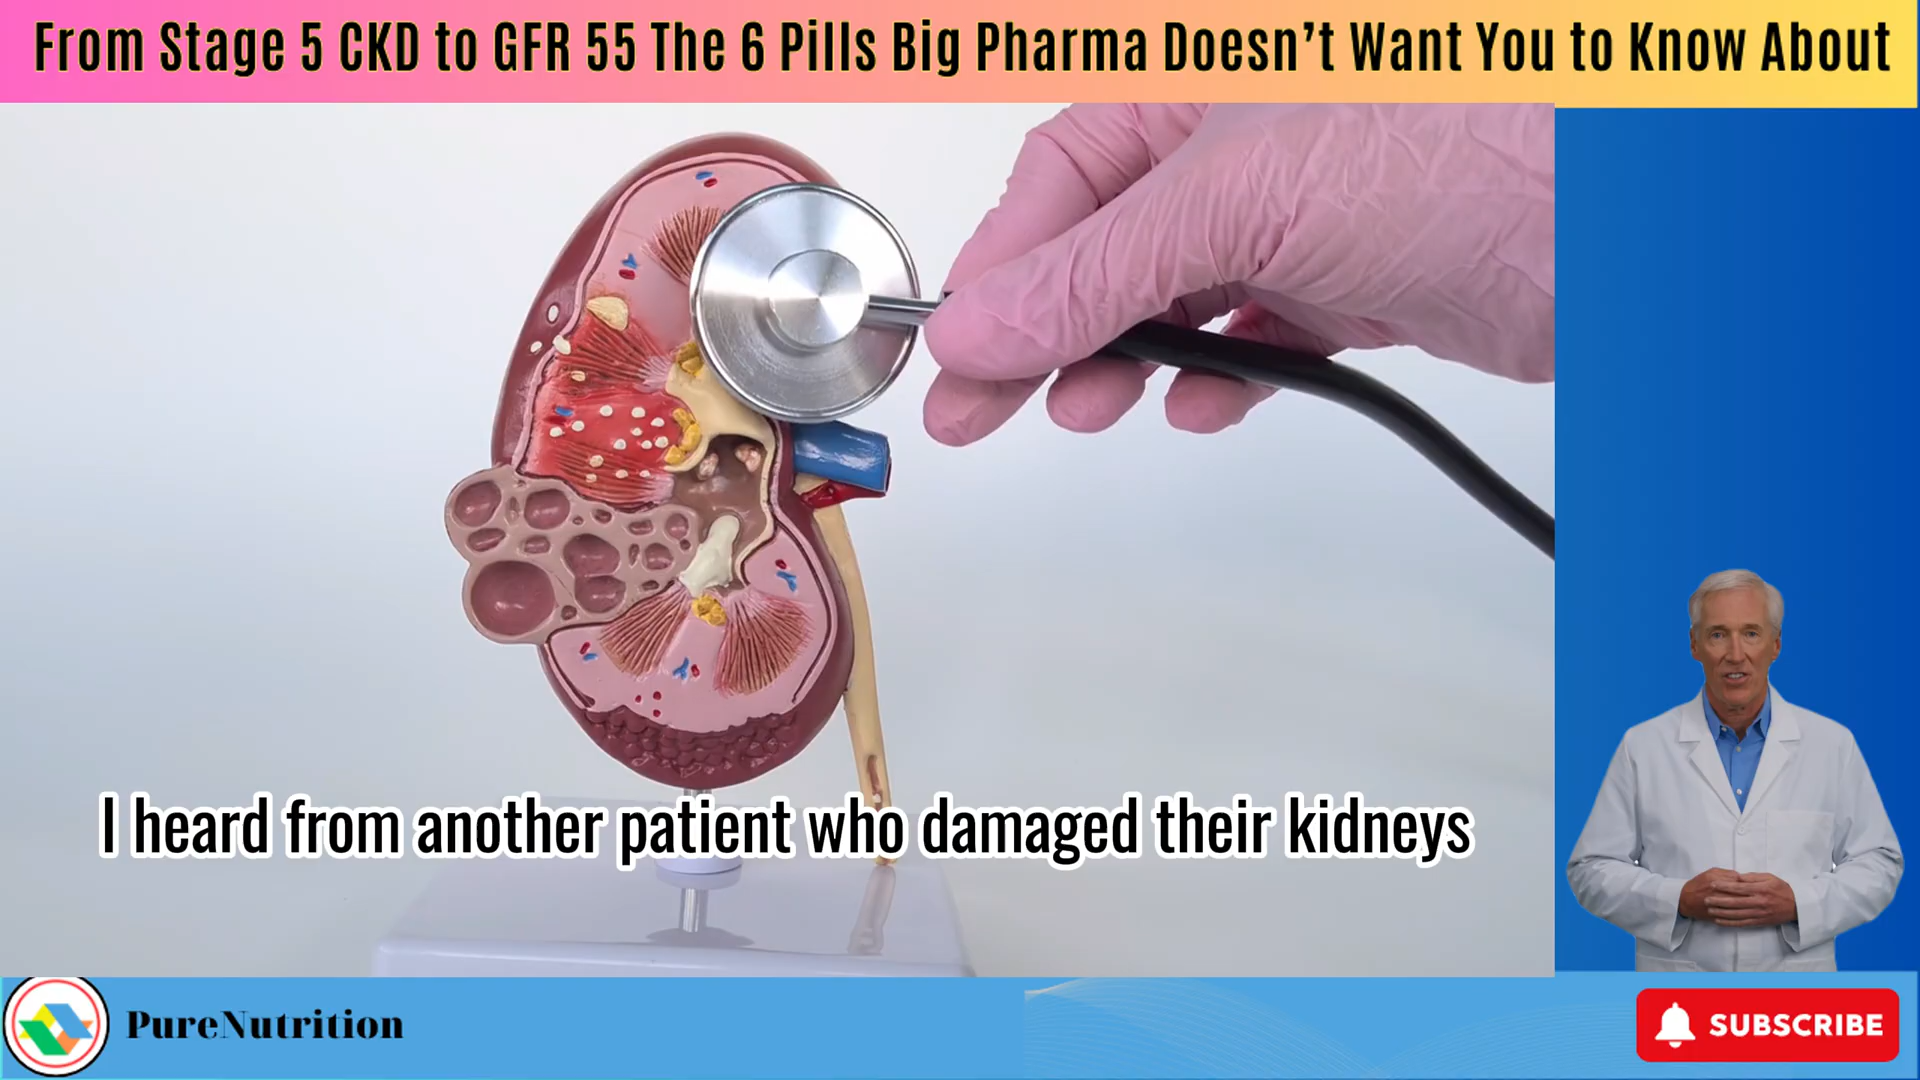 From Stage 5 CKD to GFR 55 The 6 Pills Big Pharma Doesn’t Want You to Know About
I heard from another patient who damaged their kidneys
PureNutrition
SUBSCRIBE